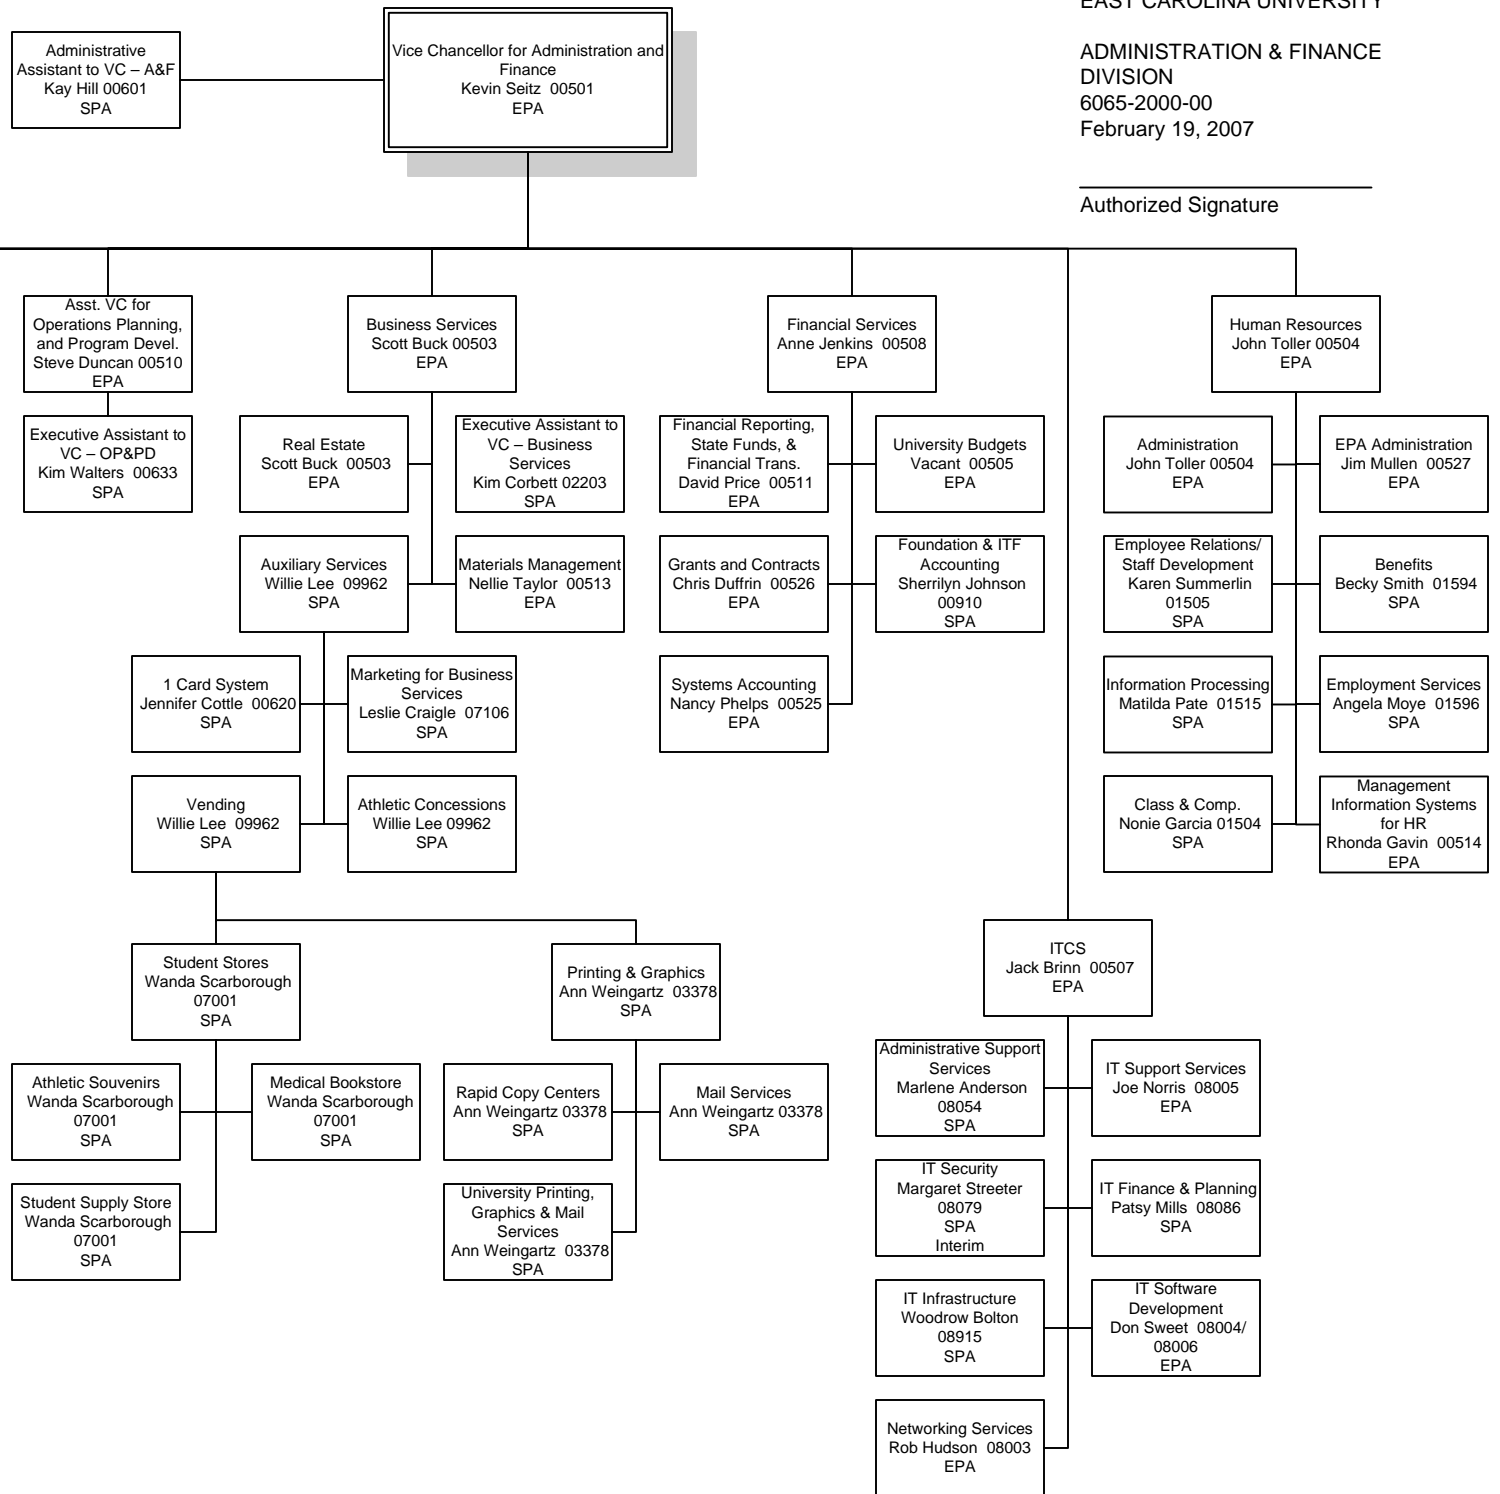 EAST CAROLINA UNIVERSITY
ADMINISTRATION & FINANCE
DIVISION
6065-2000-00
February 19, 2007
Authorized Signature
Administrative
Assistant to VC – A&F
Kay Hill 00601
SPA
Vice Chancellor for Administration and
Finance
Kevin Seitz 00501
EPA
Asst. VC for
Operations Planning,
and Program Devel.
Steve Duncan 00510
EPA
Business Services
Scott Buck 00503
EPA
Financial Services
Anne Jenkins 00508
EPA
Human Resources
John Toller 00504
EPA
Executive Assistant to
VC – OP&PD
Kim Walters 00633
SPA
Real Estate
Scott Buck 00503
EPA
Executive Assistant to
VC – Business
Services
Kim Corbett 02203
SPA
Financial Reporting,
State Funds, &
Financial Trans.
David Price 00511
EPA
University Budgets
Vacant 00505
EPA
Administration
John Toller 00504
EPA
EPA Administration
Jim Mullen 00527
EPA
Auxiliary Services
Willie Lee 09962
SPA
Materials Management
Nellie Taylor 00513
EPA
Grants and Contracts
Chris Duffrin 00526
EPA
Foundation & ITF
Accounting
Sherrilyn Johnson
00910
SPA
Employee Relations/
Staff Development
Karen Summerlin
01505
SPA
Benefits
Becky Smith 01594
SPA
1 Card System
Jennifer Cottle 00620
SPA
Marketing for Business
Services
Leslie Craigle 07106
SPA
Systems Accounting
Nancy Phelps 00525
EPA
Information Processing
Matilda Pate 01515
SPA
Employment Services
Angela Moye 01596
SPA
Vending
Willie Lee 09962
SPA
Athletic Concessions
Willie Lee 09962
SPA
Class & Comp.
Nonie Garcia 01504
SPA
Management
Information Systems
for HR
Rhonda Gavin 00514
EPA
Student Stores
Wanda Scarborough
07001
SPA
Printing & Graphics
Ann Weingartz 03378
SPA
ITCS
Jack Brinn 00507
EPA
Athletic Souvenirs
Wanda Scarborough
07001
SPA
Medical Bookstore
Wanda Scarborough
07001
SPA
Rapid Copy Centers
Ann Weingartz 03378
SPA
Mail Services
Ann Weingartz 03378
SPA
Administrative Support
Services
Marlene Anderson
08054
SPA
IT Support Services
Joe Norris 08005
EPA
Student Supply Store
Wanda Scarborough
07001
SPA
University Printing,
Graphics & Mail
Services
Ann Weingartz 03378
SPA
IT Security
Margaret Streeter
08079
SPA
Interim
IT Finance & Planning
Patsy Mills 08086
SPA
IT Infrastructure
Woodrow Bolton
08915
SPA
IT Software
Development
Don Sweet 08004/
08006
EPA
Networking Services
Rob Hudson 08003
EPA